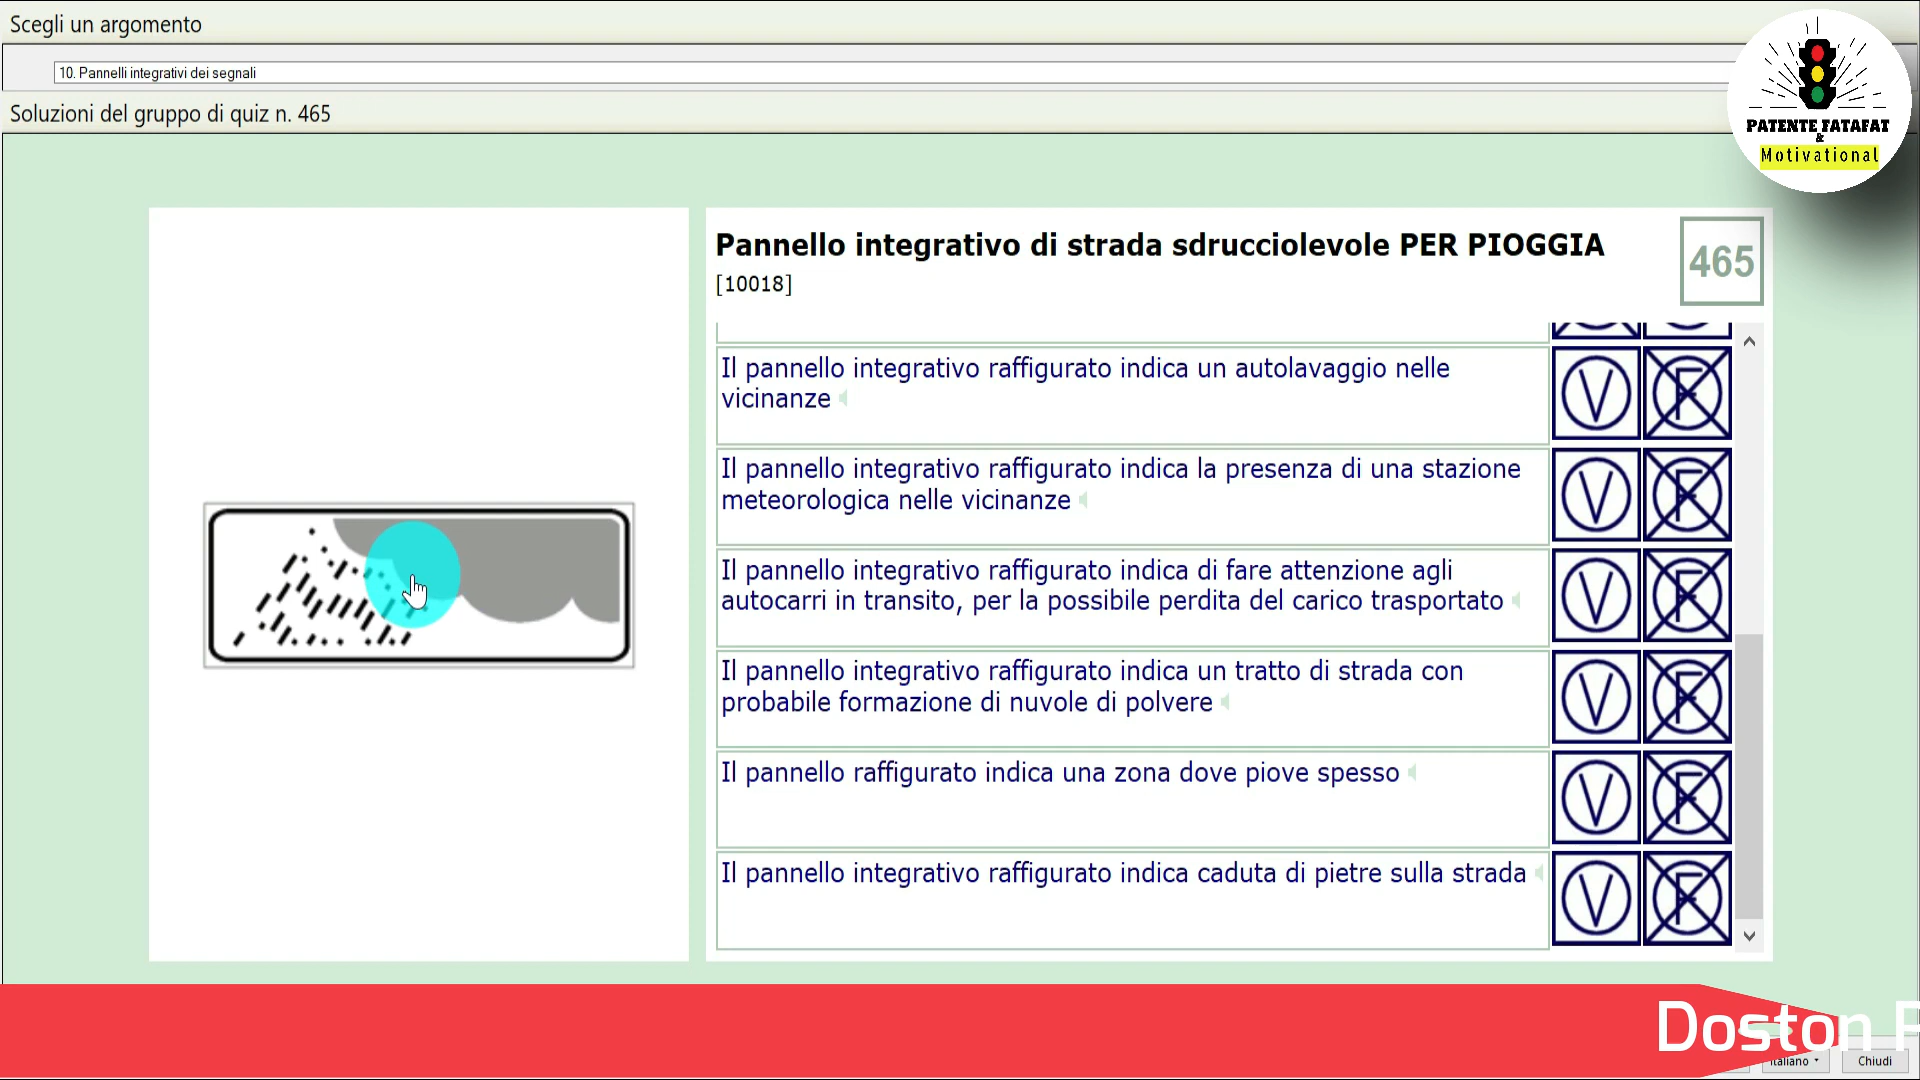 Scegli un argomento
10. Pannelli integrativi dei segnali
Soluzioni del gruppo di quiz n. 465
PATENTE FATAFAT
&
Motivational
Pannello integrativo di strada sdrucciolevole PER PIOGGIA
[10018]
465
Il pannello integrativo raffigurato indica un autolavaggio nelle
vicinanze
V F
Il pannello integrativo raffigurato indica la presenza di una stazione
meteorologica nelle vicinanze
V F
Il pannello integrativo raffigurato indica di fare attenzione agli
autocarri in transito, per la possibile perdita del carico trasportato
V F
Il pannello integrativo raffigurato indica un tratto di strada con
probabile formazione di nuvole di polvere
V F
Il pannello raffigurato indica una zona dove piove spesso
V F
Il pannello integrativo raffigurato indica caduta di pietre sulla strada
V F
Doston
Italiano
Chiudi